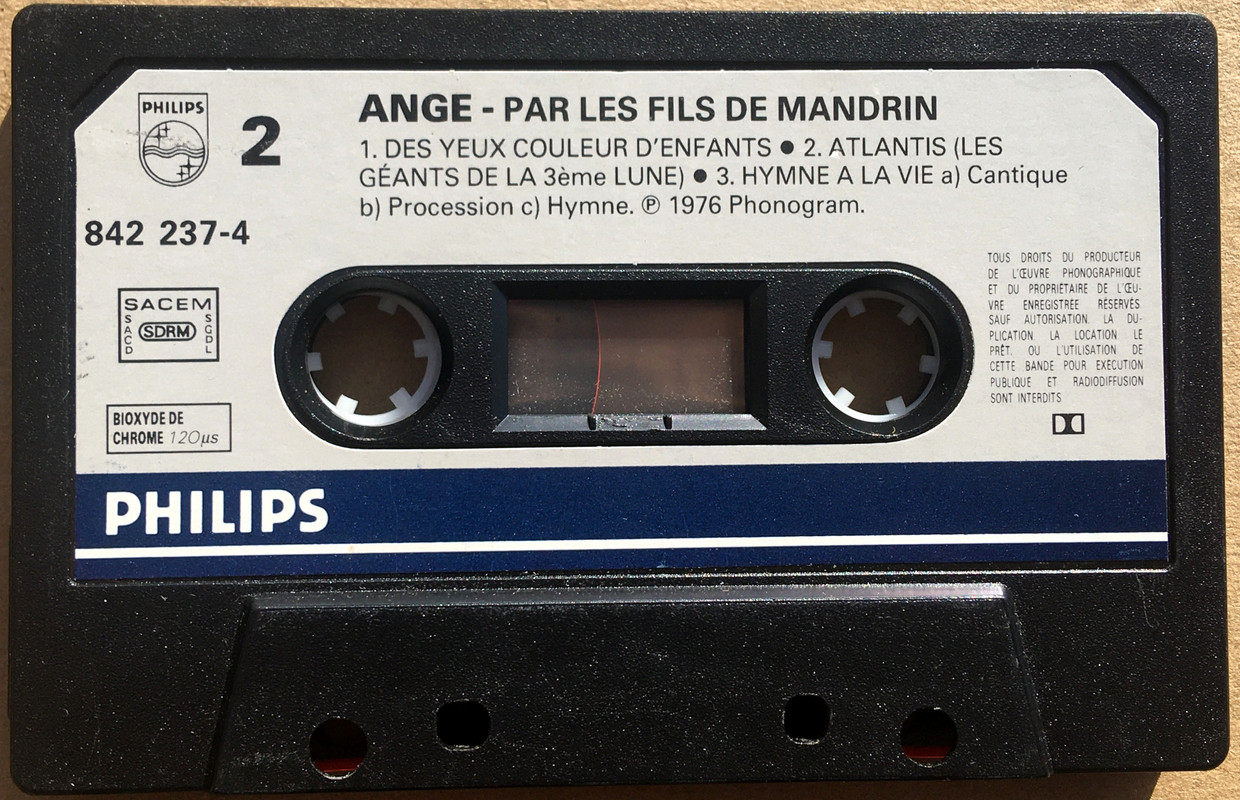 PHILIPS
2
ANGE - PAR LES FILS DE MANDRIN
1. DES YEUX COULEUR D'ENFANTS ● 2. ATLANTIS (LES
GÉANTS DE LA 3ème LUNE) ● 3. HYMNE A LA VIE a) Cantique
b) Procession c) Hymne. ℗ 1976 Phonogram.
842 237-4
SACEM
SACD
SDRM
SGDL
BIOXYDE DE
CHROME 120µs
TOUS DROITS DU PRODUCTEUR
DE L'ŒUVRE PHONOGRAPHIQUE
ET DU PROPRIÉTAIRE DE L'ŒU-
VRE ENREGISTRÉE RÉSERVÉS.
SAUF AUTORISATION. LA DU-
PLICATION LA LOCATION LE
PRÊT. OU L'UTILISATION DE
CETTE BANDE POUR EXÉCUTION
PUBLIQUE ET RADIODIFFUSION
SONT INTERDITS
PHILIPS